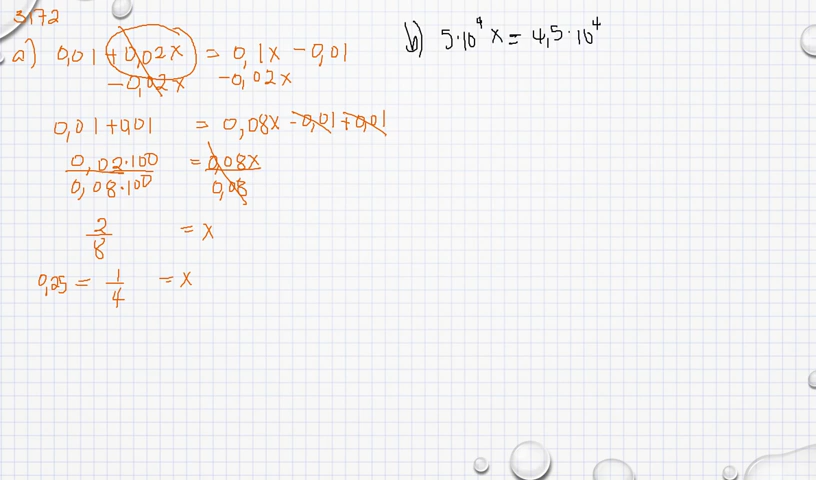 3172
a) 0,01 + 0,02x = 0,1x - 0,01
- 0,02x - 0,02x
0,01 + 0,01 = 0,08x - 0,01 + 0,01
0,02·100 / 0,08·100 = 0,08x / 0,08
2/8 = x
0,25 = 1/4 = x
b) 5·10⁴ x = 4,5·10⁴